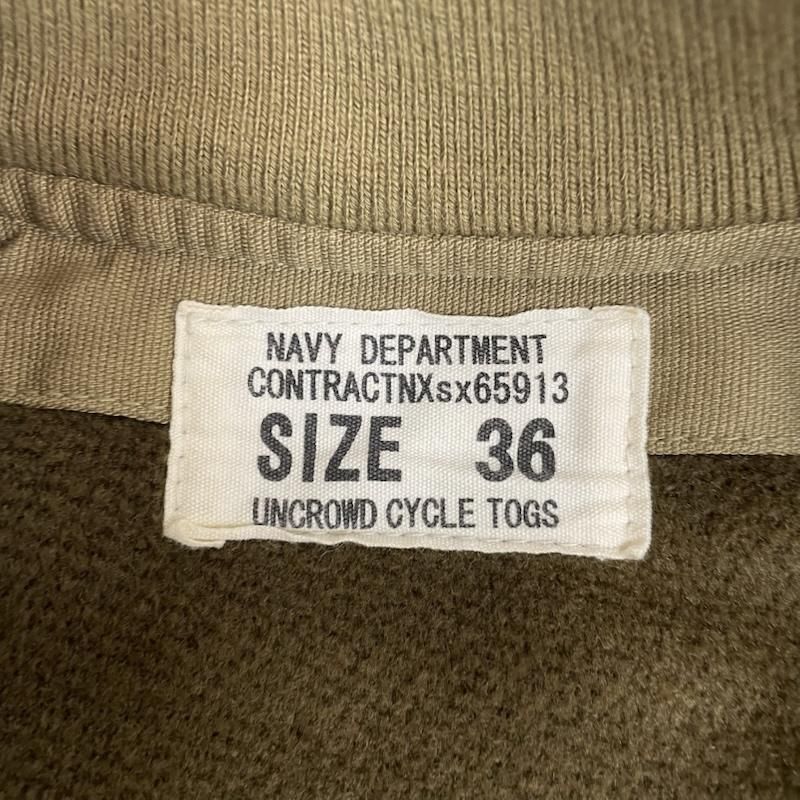 NAVY DEPARTMENT
CONTRACTNXsx65913
SIZE 36
UNCROWD CYCLE TOGS